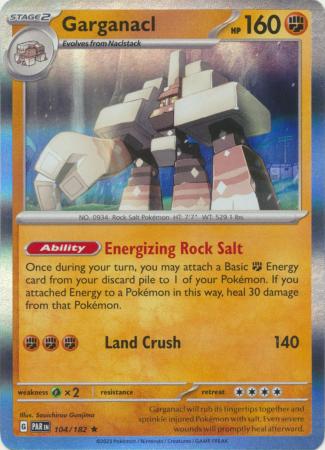 STAGE 2
Garganacl
HP 160
Evolves from Naclstack
NO. 0934 Rock Salt Pokémon HT: 7'7" WT: 529.1 lbs.
Ability Energizing Rock Salt
Once during your turn, you may attach a Basic Energy
card from your discard pile to 1 of your Pokémon. If you
attached Energy to a Pokémon in this way, heal 30 damage
from that Pokémon.
Land Crush 140
weakness ×2 resistance retreat
Illus. Souichirou Gunjima
G PAR EN 104/182 ★
Garganacl will rub its fingertips together
and sprinkle injured Pokémon with salt. Even severe
wounds will promptly heal afterward.
©2023 Pokémon / Nintendo / Creatures / GAME FREAK